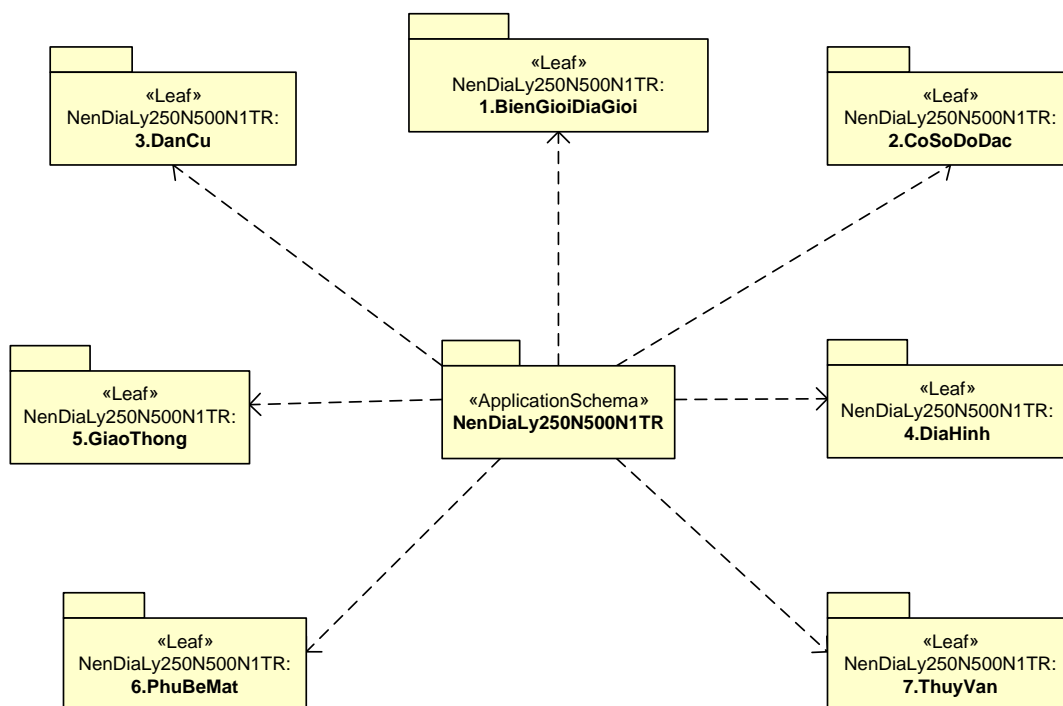 «Leaf»
NenDiaLy250N500N1TR:
3.DanCu
«Leaf»
NenDiaLy250N500N1TR:
1.BienGioiDiaGioi
«Leaf»
NenDiaLy250N500N1TR:
2.CoSoDoDac
«Leaf»
NenDiaLy250N500N1TR:
5.GiaoThong
«ApplicationSchema»
NenDiaLy250N500N1TR
«Leaf»
NenDiaLy250N500N1TR:
4.DiaHinh
«Leaf»
NenDiaLy250N500N1TR:
6.PhuBeMat
«Leaf»
NenDiaLy250N500N1TR:
7.ThuyVan